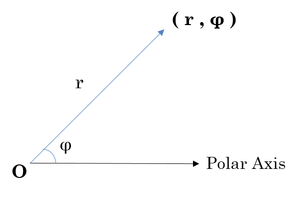 ( r , φ )
r
φ
O
Polar Axis